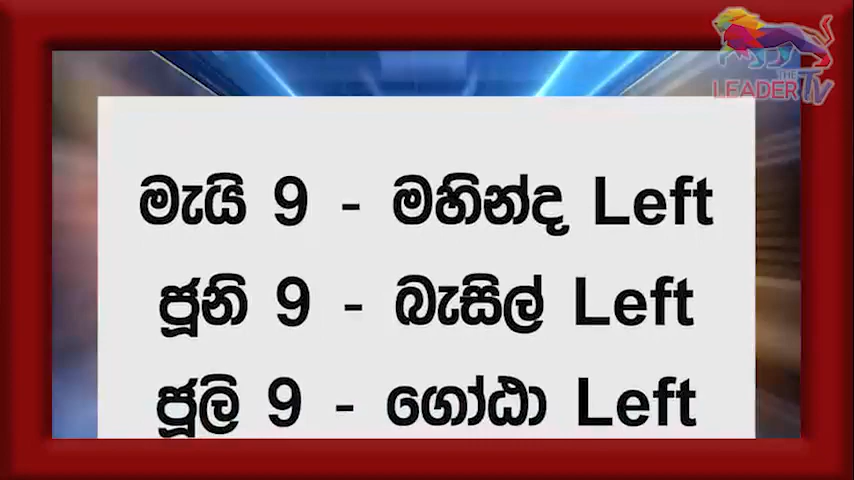 THE
LEADER TV
මැයි 9 - මහින්ද Left
ජූනි 9 - බැසිල් Left
ජූලි 9 - ගෝඨා Left